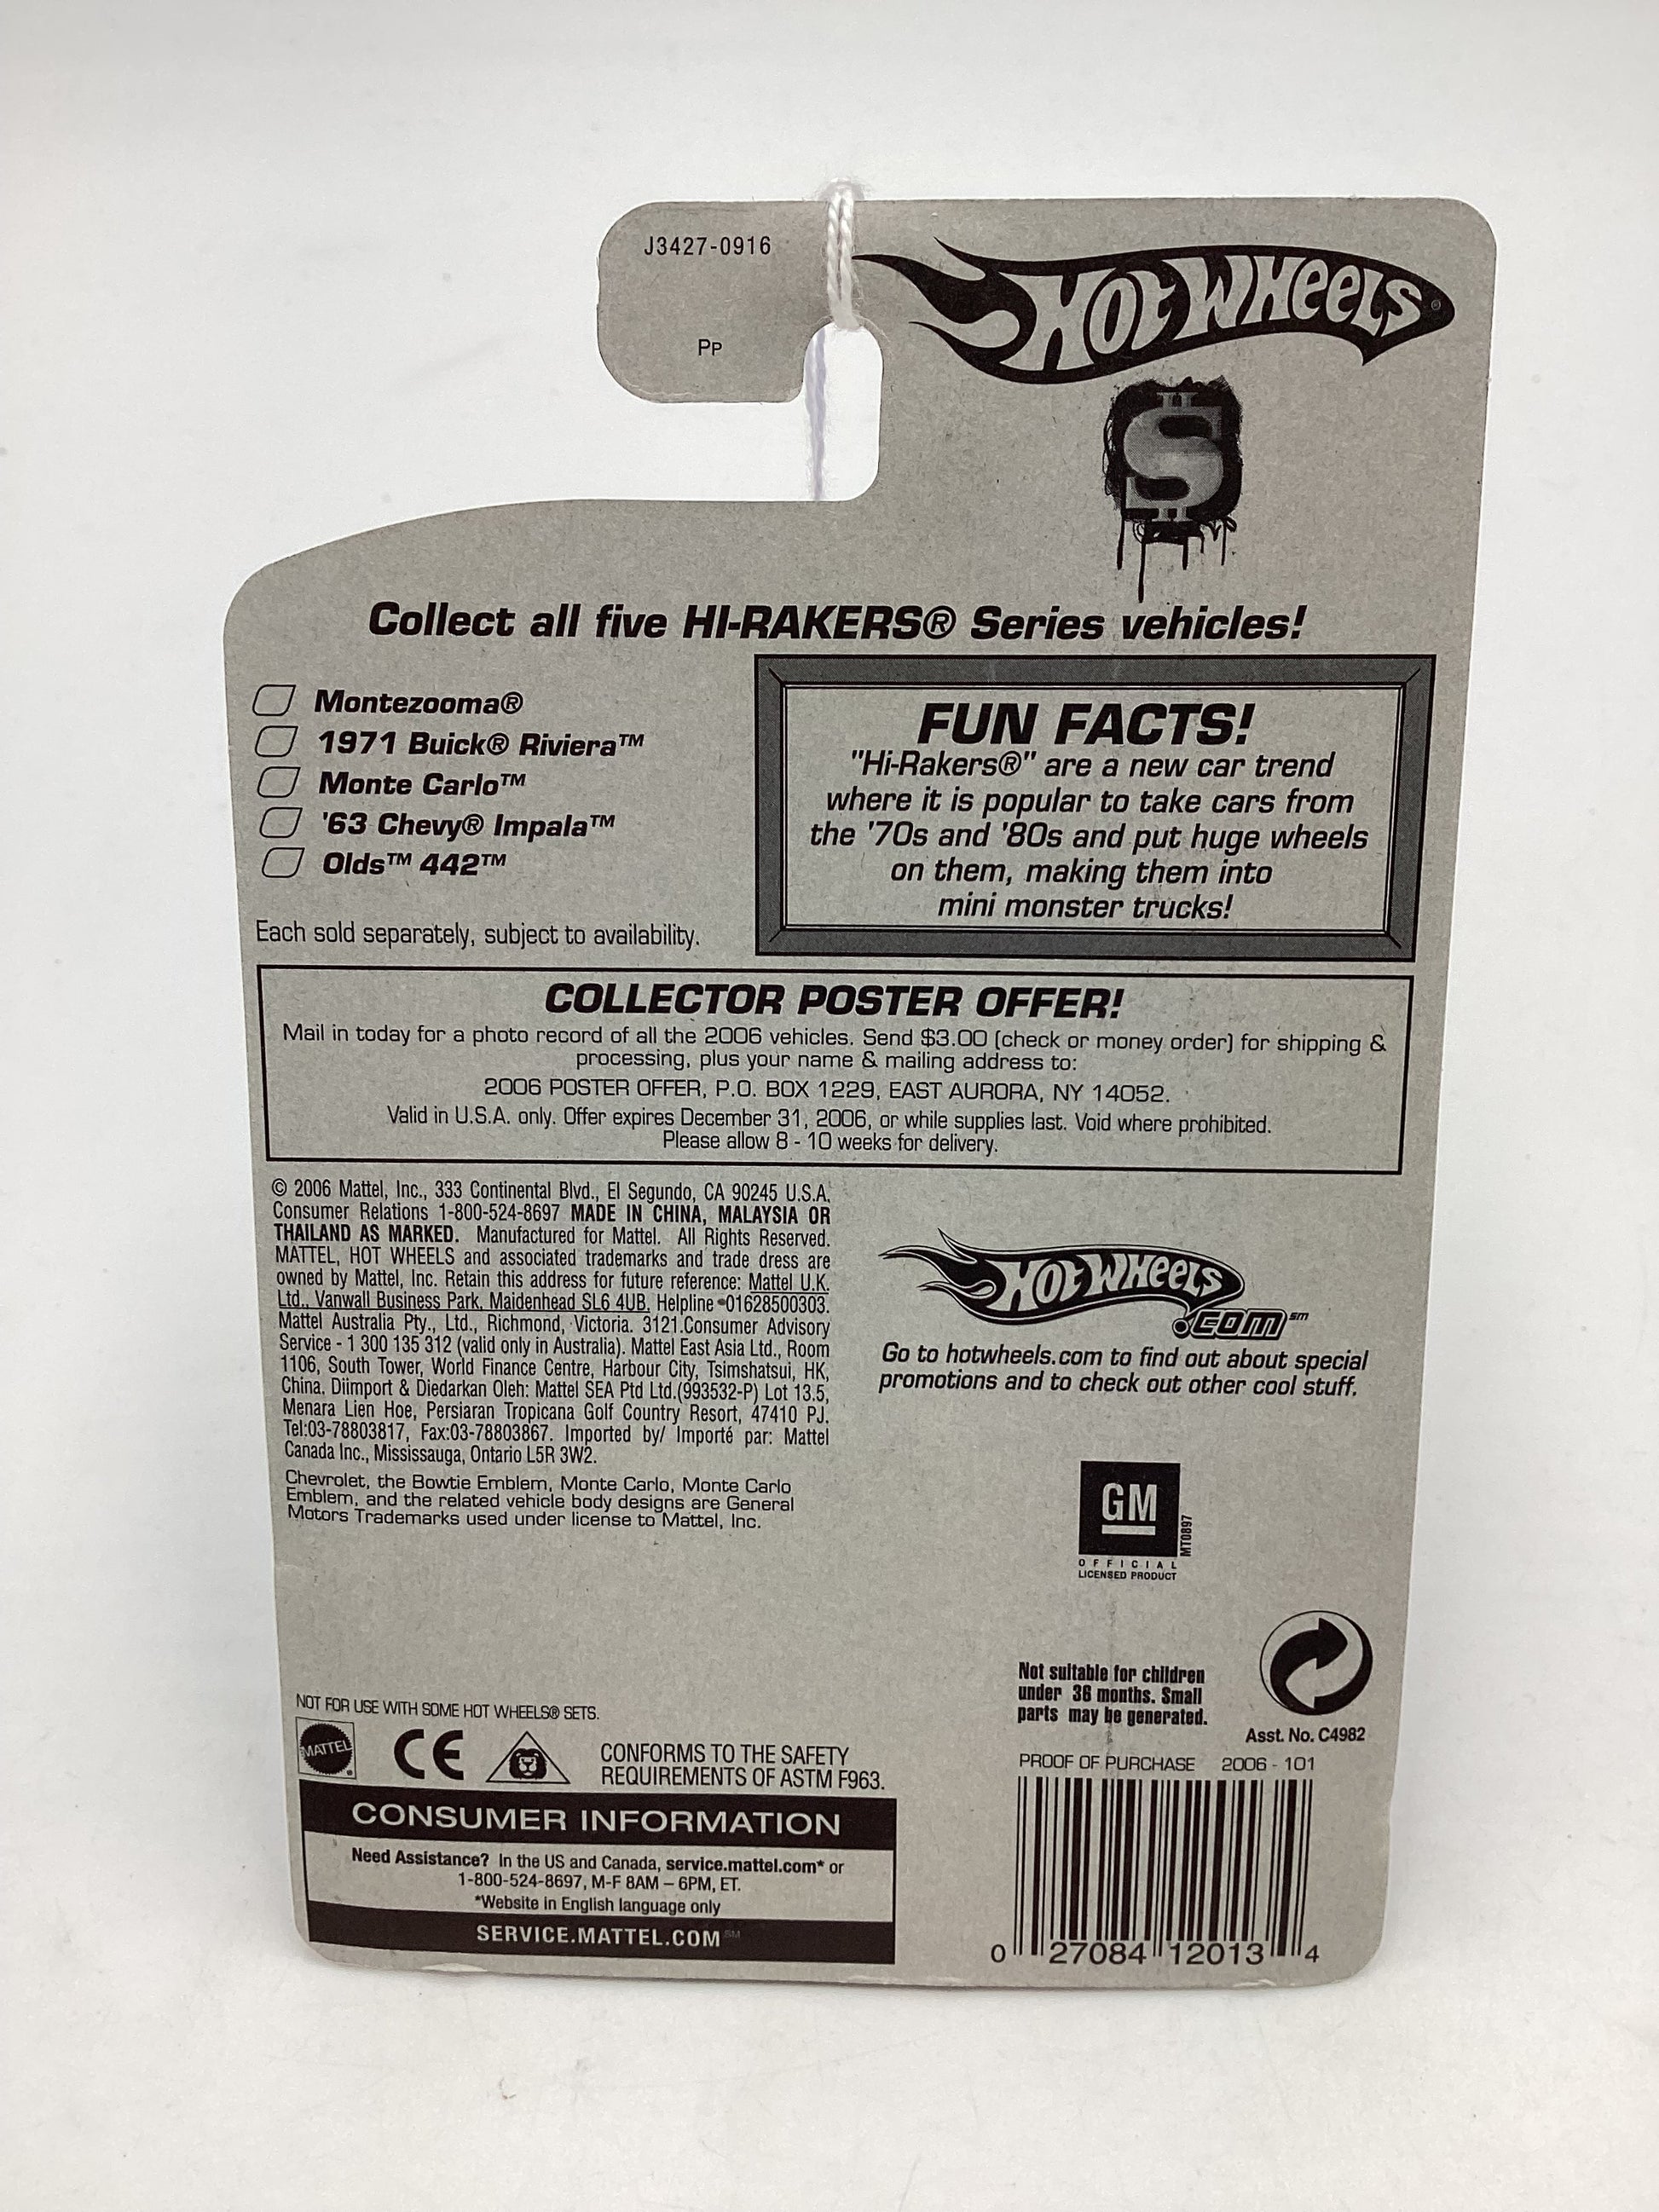 J3427-0916
PP
HOT WHEELS®
Collect all five HI-RAKERS® Series vehicles!
Montezooma®
1971 Buick® Riviera™
Monte Carlo™
'63 Chevy® Impala™
Olds™ 442™
Each sold separately, subject to availability.
FUN FACTS!
"Hi-Rakers®" are a new car trend
where it is popular to take cars from
the '70s and '80s and put huge wheels
on them, making them into
mini monster trucks!
COLLECTOR POSTER OFFER!
Mail in today for a photo record of all the 2006 vehicles. Send $3.00 (check or money order) for shipping &
processing, plus your name & mailing address to:
2006 POSTER OFFER, P.O. BOX 1229, EAST AURORA, NY 14052.
Valid in U.S.A. only. Offer expires December 31, 2006, or while supplies last. Void where prohibited.
Please allow 8 - 10 weeks for delivery.
© 2006 Mattel, Inc., 333 Continental Blvd., El Segundo, CA 90245 U.S.A.
Consumer Relations 1-800-524-8697 MADE IN CHINA, MALAYSIA OR
THAILAND AS MARKED. Manufactured for Mattel. All Rights Reserved.
MATTEL, HOT WHEELS and associated trademarks and trade dress are
owned by Mattel, Inc. Retain this address for future reference: Mattel U.K.
Ltd., Vanwall Business Park, Maidenhead SL6 4UB. Helpline 01628500303.
Mattel Australia Pty., Ltd., Richmond, Victoria. 3121.Consumer Advisory
Service - 1 300 135 312 (valid only in Australia). Mattel East Asia Ltd., Room
1106, South Tower, World Finance Centre, Harbour City, Tsimshatsui, HK,
China. Diimport & Diedarkan Oleh: Mattel SEA Ptd Ltd.(993532-P) Lot 13.5,
Menara Lien Hoe, Persiaran Tropicana Golf Country Resort, 47410 PJ.
Tel:03-78803817, Fax:03-78803867. Imported by/ Importé par: Mattel
Canada Inc., Mississauga, Ontario L5R 3W2.
Chevrolet, the Bowtie Emblem, Monte Carlo, Monte Carlo
Emblem, and the related vehicle body designs are General
Motors Trademarks used under license to Mattel, Inc.
HOT WHEELS
.COM℠
Go to hotwheels.com to find out about special
promotions and to check out other cool stuff.
GM
MT0897
OFFICIAL
LICENSED PRODUCT
Not suitable for children
under 36 months. Small
parts may be generated.
Asst. No. C4982
PROOF OF PURCHASE 2006 - 101
0 27084 12013 4
NOT FOR USE WITH SOME HOT WHEELS® SETS.
MATTEL®
CE
CONFORMS TO THE SAFETY
REQUIREMENTS OF ASTM F963.
CONSUMER INFORMATION
Need Assistance? In the US and Canada, service.mattel.com* or
1-800-524-8697, M-F 8AM – 6PM, ET.
*Website in English language only
SERVICE.MATTEL.COM℠